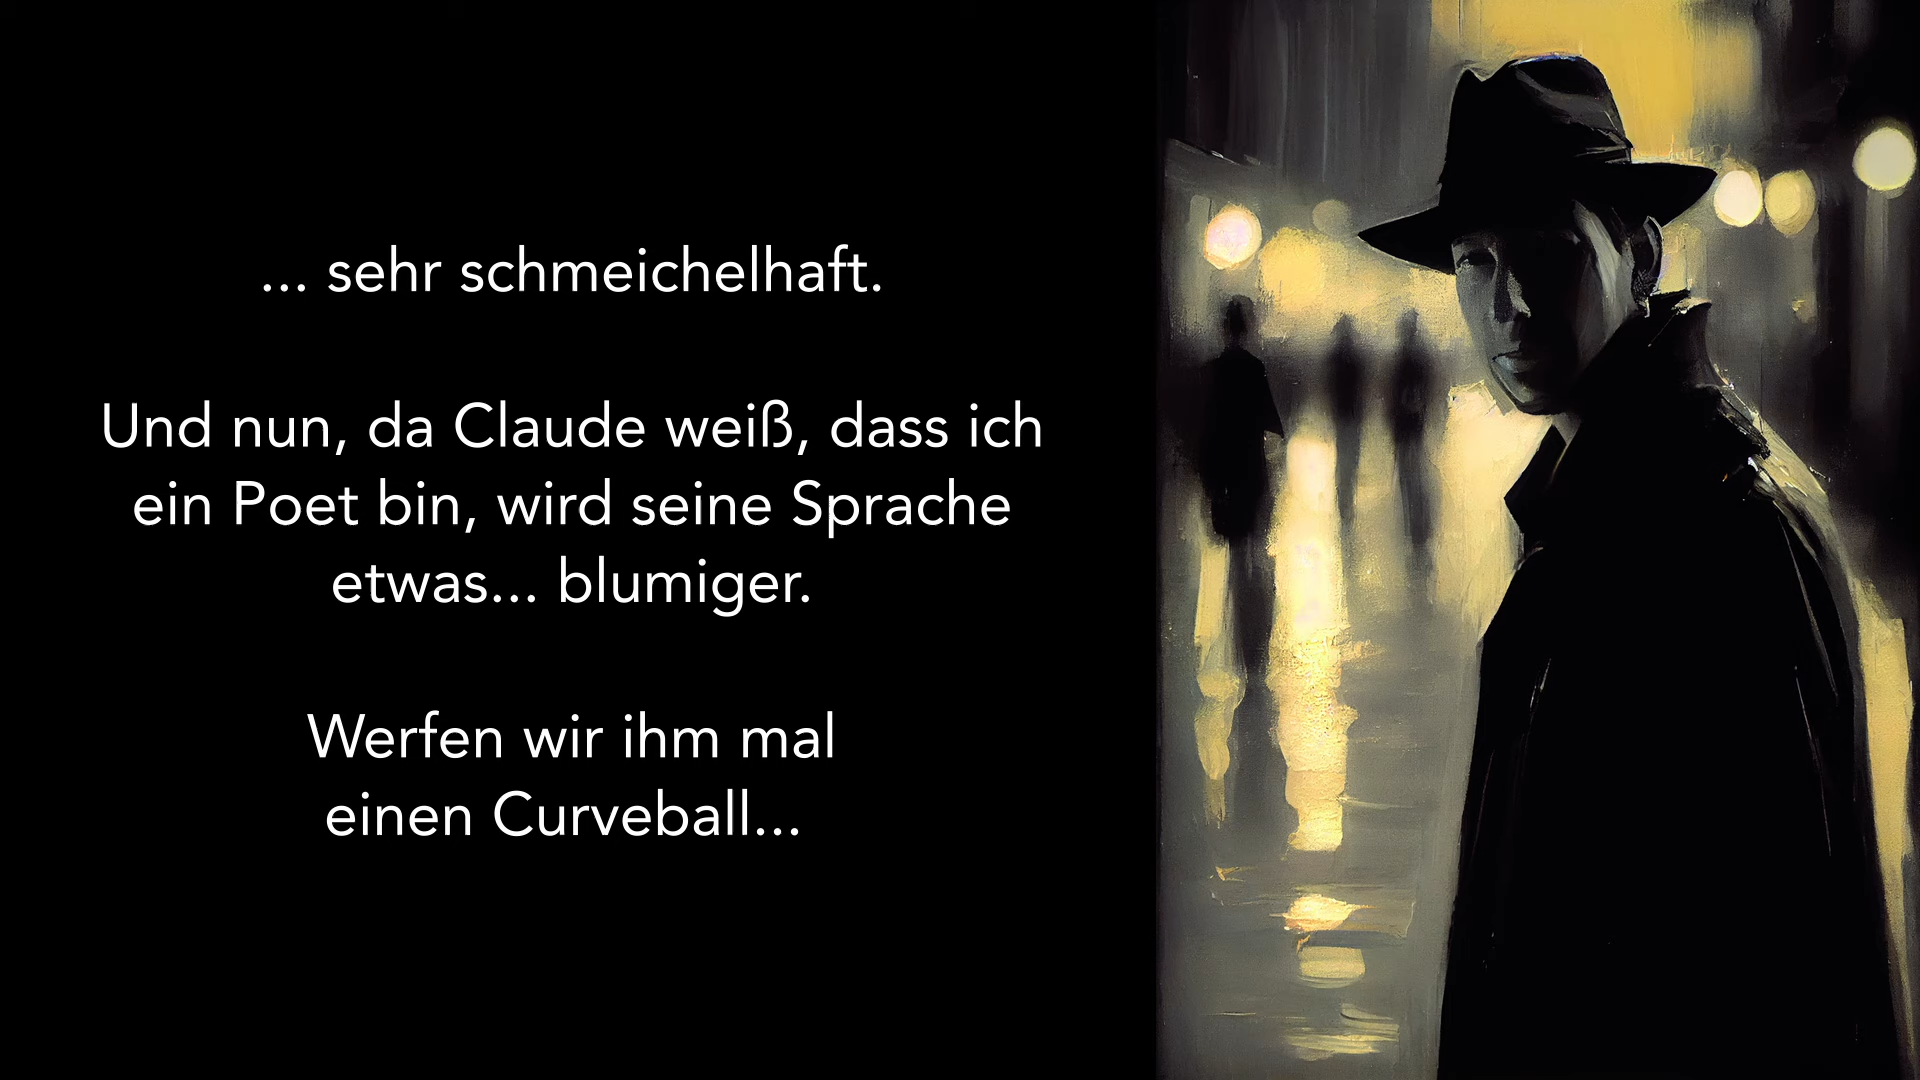 ... sehr schmeichelhaft.
Und nun, da Claude weiß, dass ich
ein Poet bin, wird seine Sprache
etwas... blumiger.
Werfen wir ihm mal
einen Curveball...